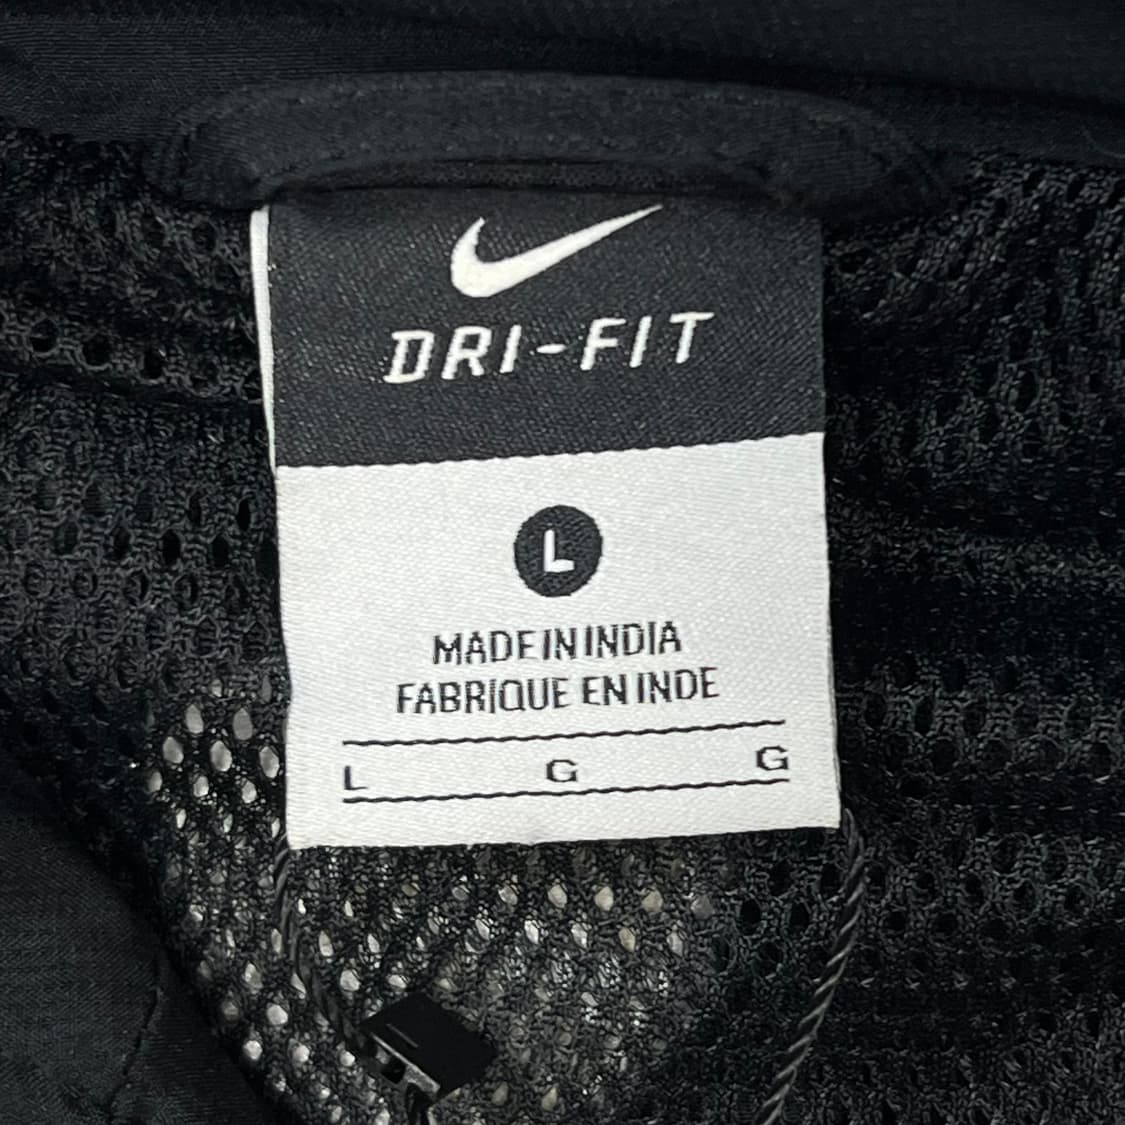 DRI-FIT
L
MADE IN INDIA
FABRIQUE EN INDE
L G G